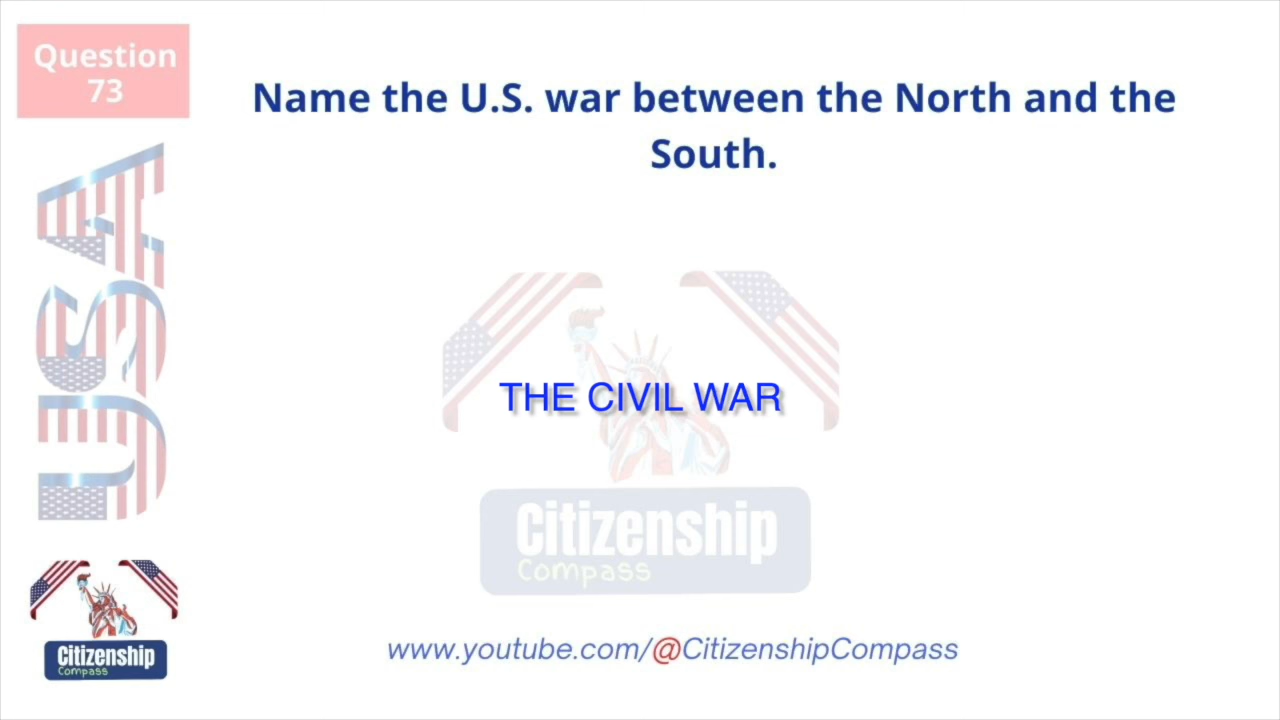 Question
73
Name the U.S. war between the North and the
South.
USA
THE CIVIL WAR
Citizenship
Compass
Citizenship
Compass
www.youtube.com/@CitizenshipCompass